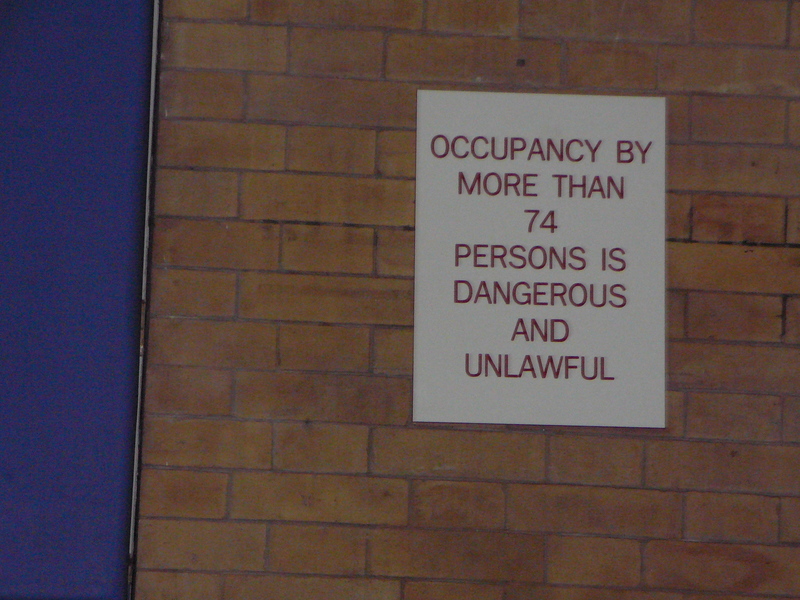 OCCUPANCY BY
MORE THAN
74
PERSONS IS
DANGEROUS
AND
UNLAWFUL